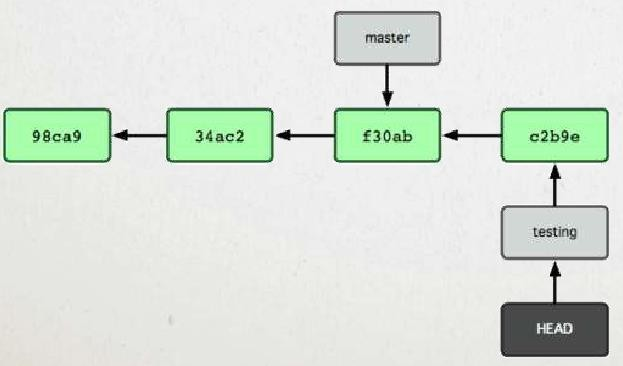 master
98ca9
34ac2
f30ab
c2b9e
testing
HEAD